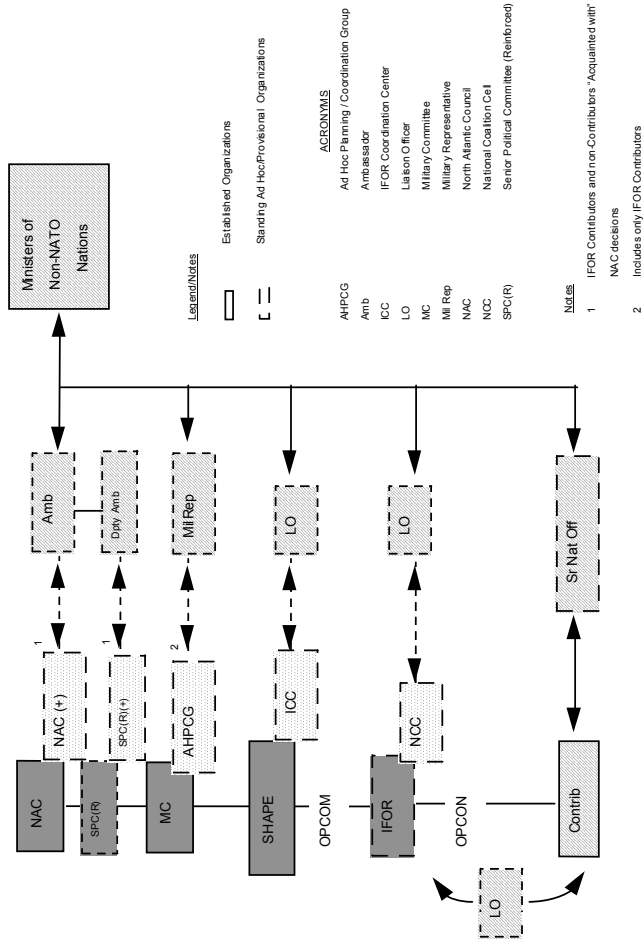 Ministers of
Non-NATO
Nations
Amb
Dpty Amb
Mil Rep
LO
LO
Sr Nat Off
1
NAC (+)
1
SPC(R)(+)
2
AHPCG
ICC
NCC
NAC
SPC(R)
MC
SHAPE
OPCOM
IFOR
OPCON
Contrib
LO
Legend/Notes
Established Organizations
Standing Ad Hoc/Provisional Organizations
ACRONYMS
AHPCG Ad Hoc Planning / Coordination Group
Amb Ambassador
ICC IFOR Coordination Center
LO Liaison Officer
MC Military Committee
Mil Rep Military Representative
NAC North Atlantic Council
NCC National Coalition Cell
SPC(R) Senior Political Committee (Reinforced)
Notes
1 IFOR Contributors and non-Contributors "Acquainted with"
NAC decisions
2 Includes only IFOR Contributors